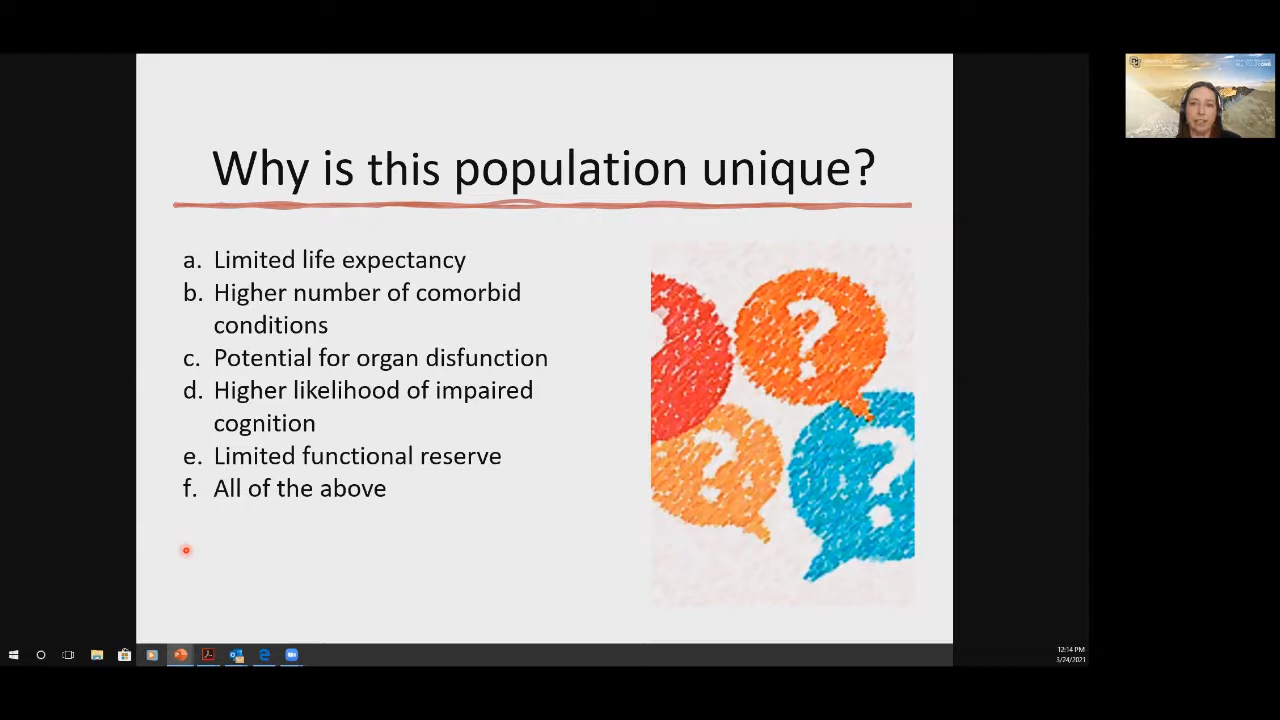 Why is this population unique?
a. Limited life expectancy
b. Higher number of comorbid
conditions
c. Potential for organ disfunction
d. Higher likelihood of impaired
cognition
e. Limited functional reserve
f. All of the above
? ? ? ?
12:14 PM
3/24/2021